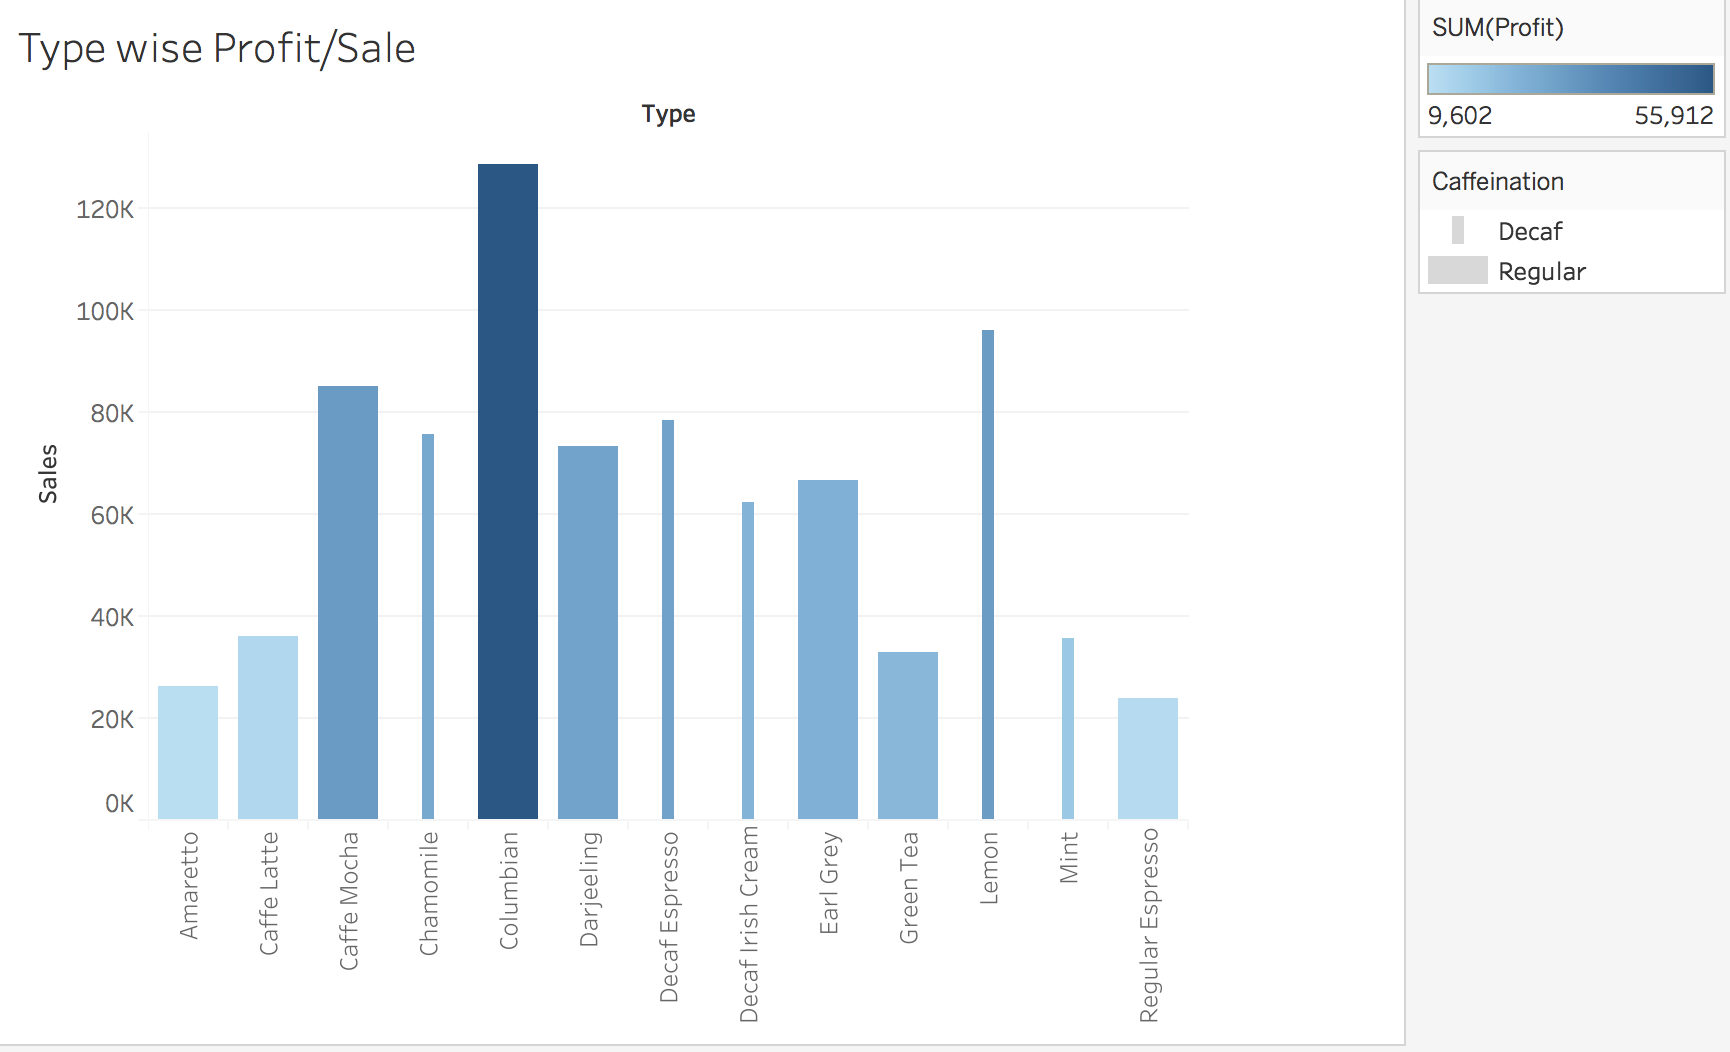 Type wise Profit/Sale
Type
Sales
120K
100K
80K
60K
40K
20K
0K
Amaretto
Caffe Latte
Caffe Mocha
Chamomile
Columbian
Darjeeling
Decaf Espresso
Decaf Irish Cream
Earl Grey
Green Tea
Lemon
Mint
Regular Espresso
SUM(Profit)
9,602 55,912
Caffeination
Decaf
Regular